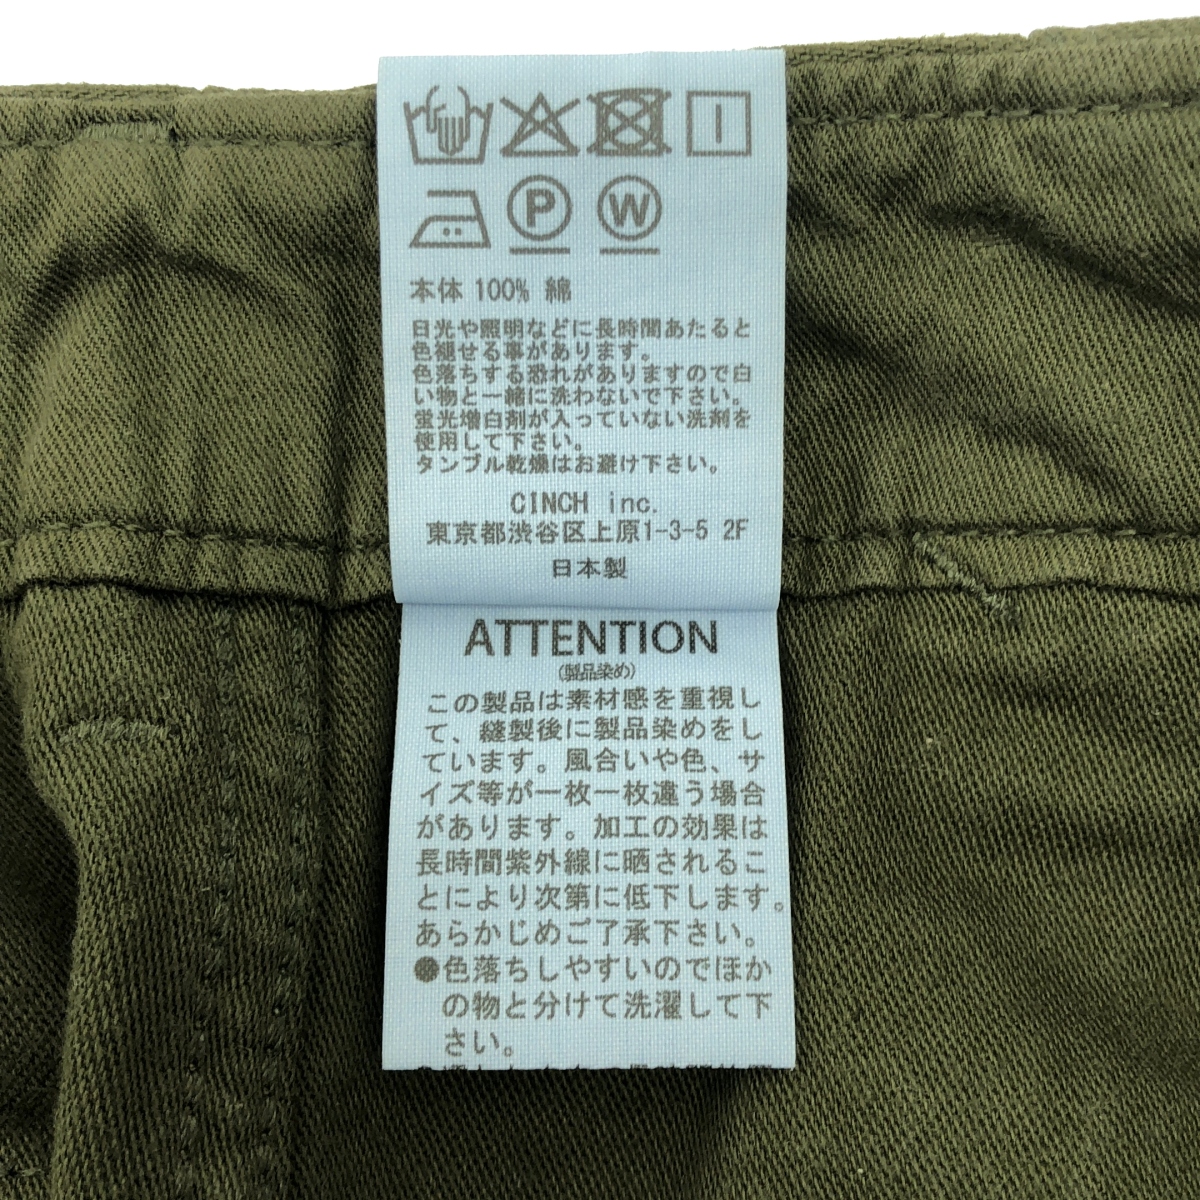 P W
本体 100% 綿
日光や照明などに長時間あたると
色褪せる事があります。
色落ちする恐れがありますので白
い物と一緒に洗わないで下さい。
蛍光増白剤が入っていない洗剤を
使用して下さい。
タンブル乾燥はお避け下さい。
CINCH inc.
東京都渋谷区上原1-3-5 2F
日本製
ATTENTION
(製品染め)
この製品は素材感を重視し
て、縫製後に製品染めをし
ています。風合いや色、サ
イズ等が一枚一枚違う場合
があります。加工の効果は
長時間紫外線に晒されるこ
とにより次第に低下します。
あらかじめご了承下さい。
●色落ちしやすいのでほか
の物と分けて洗濯して下
さい。